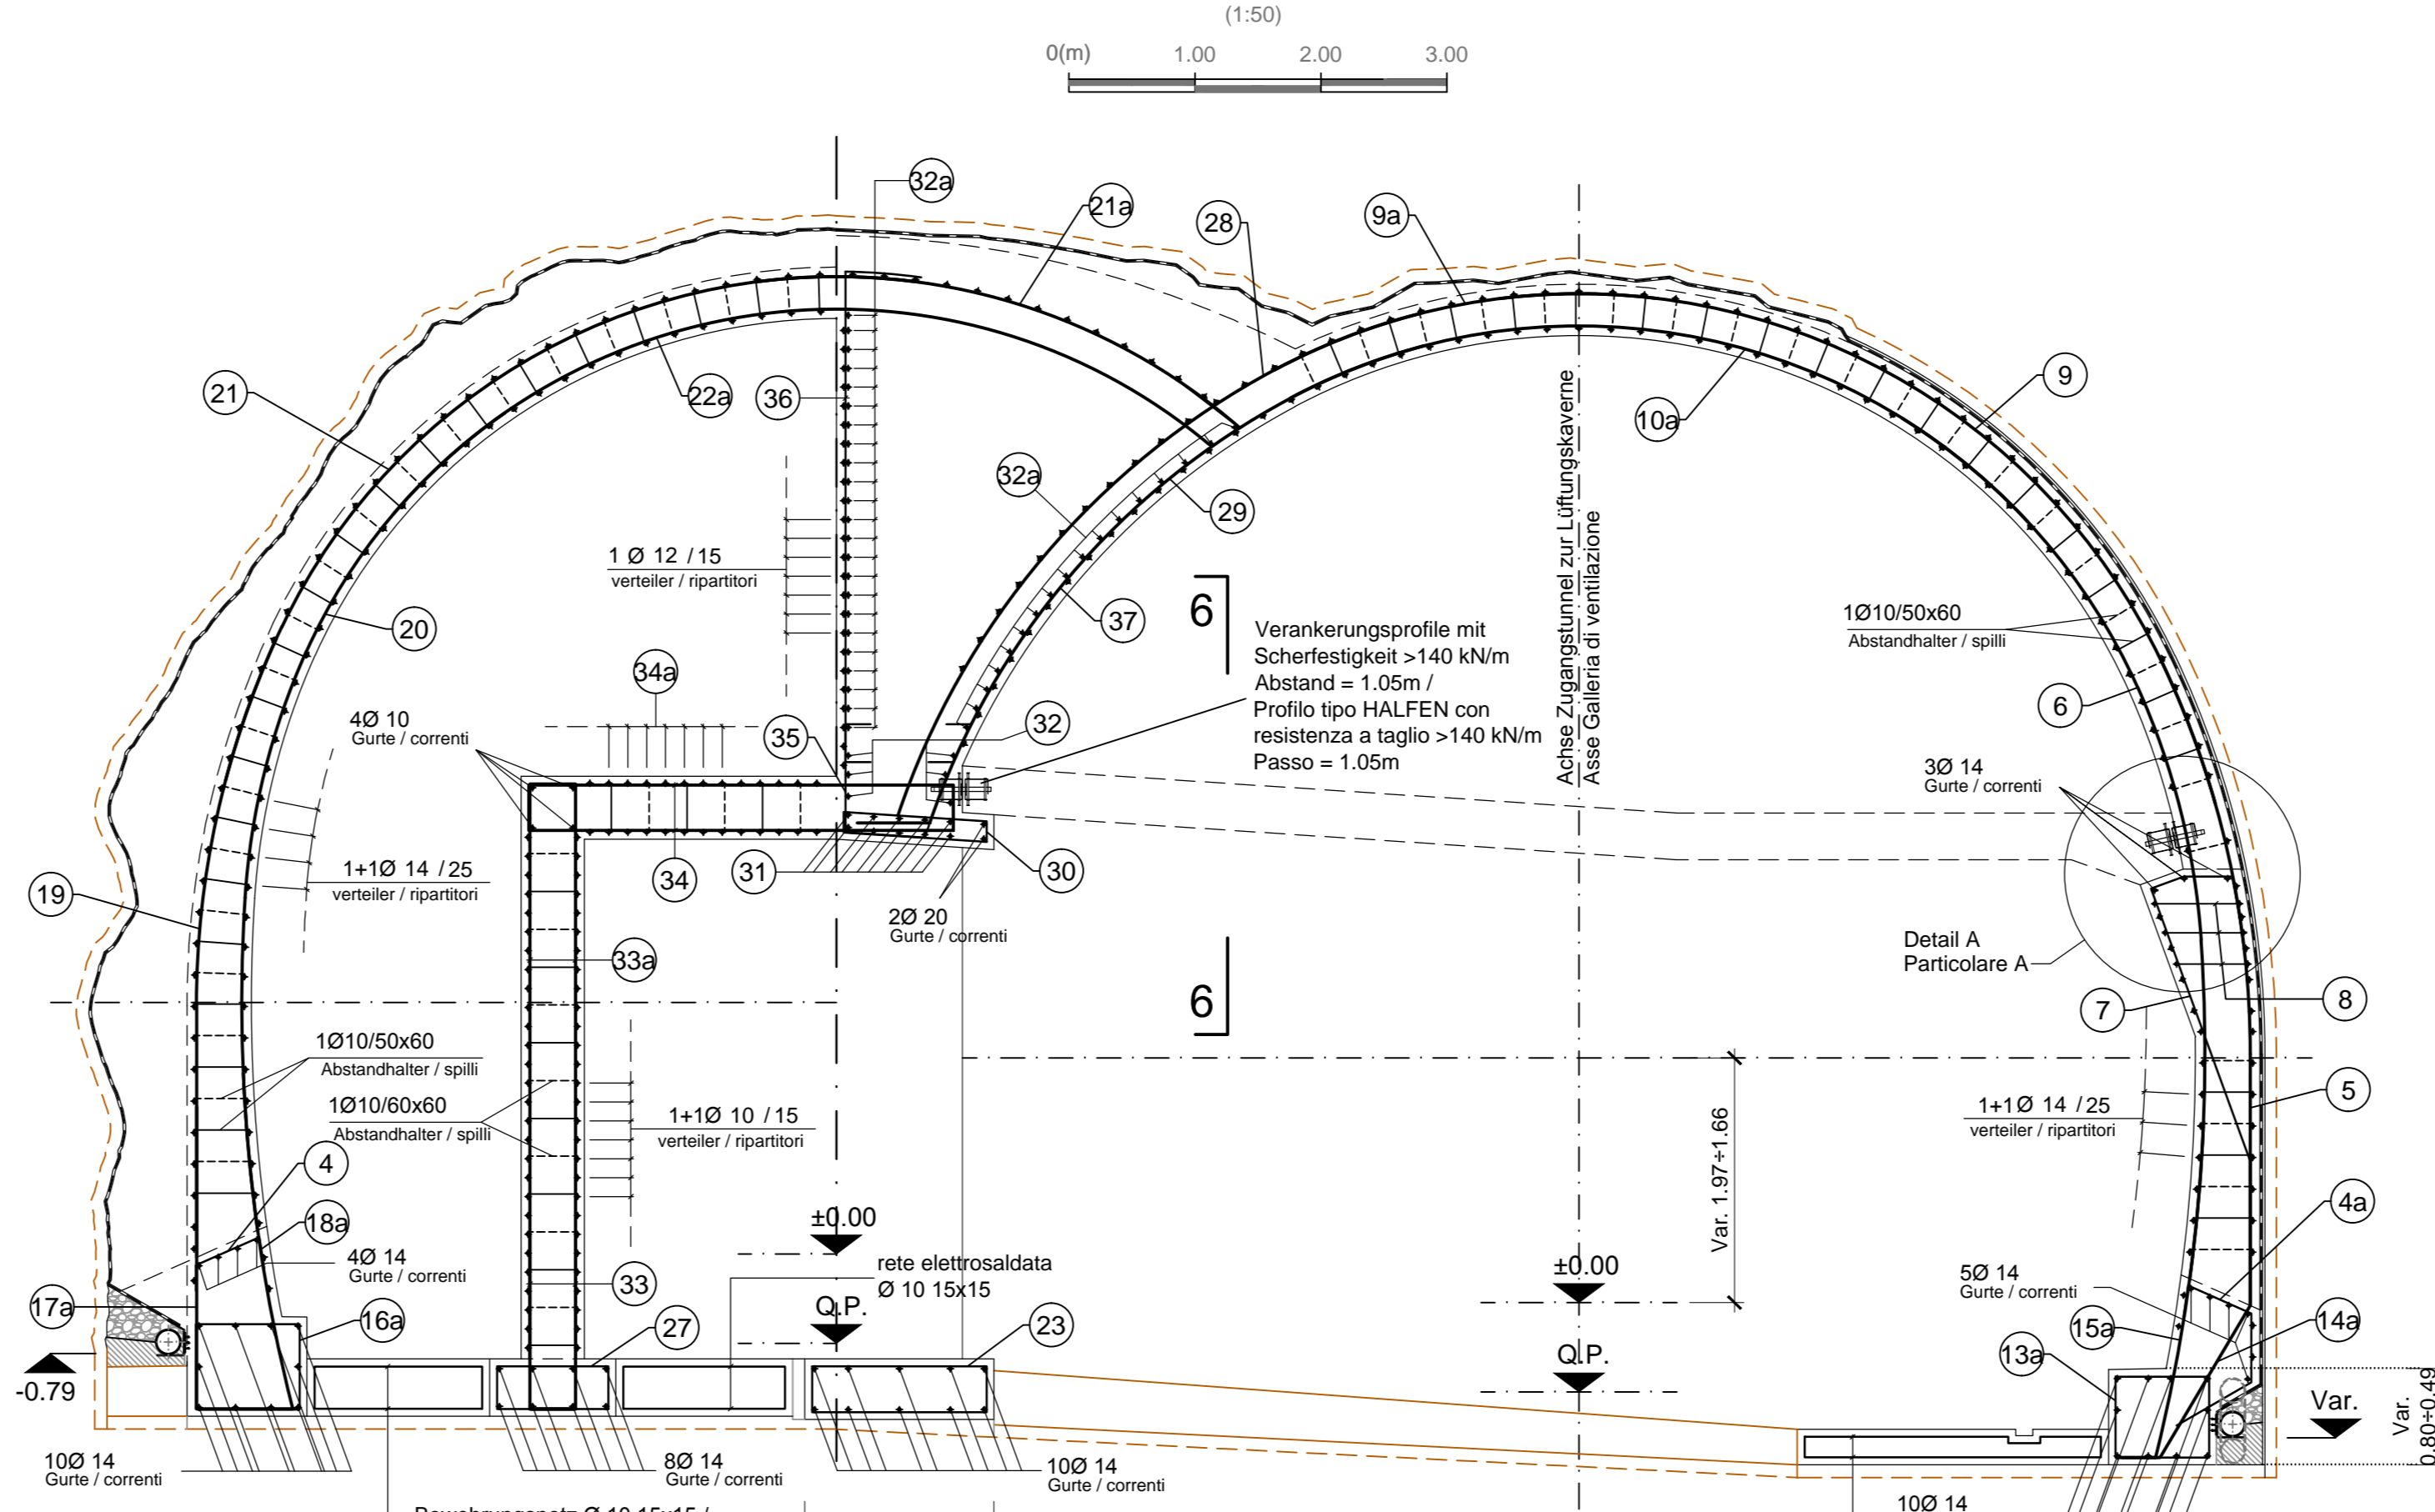 (1:50)
0(m) 1.00 2.00 3.00
32a
21a
28
9a
9
21
22a
36
10a
32a
29
1 Ø 12 /15
verteiler / ripartitori
20
37
6
Verankerungsprofile mit
Scherfestigkeit >140 kN/m
Abstand = 1.05m /
Profilo tipo HALFEN con
resistenza a taglio >140 kN/m
Passo = 1.05m
Achse Zugangstunnel zur Lüftungskaverne
Asse Galleria di ventilazione
1Ø10/50x60
Abstandhalter / spilli
34a
6
4Ø 10
Gurte / correnti
35
32
3Ø 14
Gurte / correnti
1+1Ø 14 /25
verteiler / ripartitori
34
31
30
19
2Ø 20
Gurte / correnti
33a
Detail A
Particolare A
6
7
8
1Ø10/50x60
Abstandhalter / spilli
1Ø10/60x60
Abstandhalter / spilli
1+1Ø 10 /15
verteiler / ripartitori
1+1Ø 14 /25
verteiler / ripartitori
5
Var. 1.97÷1.66
4
18a
4Ø 14
Gurte / correnti
±0.00
rete elettrosaldata
Ø 10 15x15
±0.00
4a
5Ø 14
Gurte / correnti
17a
16a
33
27
Q.P.
23
Q.P.
15a
14a
13a
-0.79
Var.
Var.
0.80÷0.49
10Ø 14
Gurte / correnti
8Ø 14
Gurte / correnti
10Ø 14
Gurte / correnti
Bewehrungsnetz Ø 10 15x15 /
10Ø 14